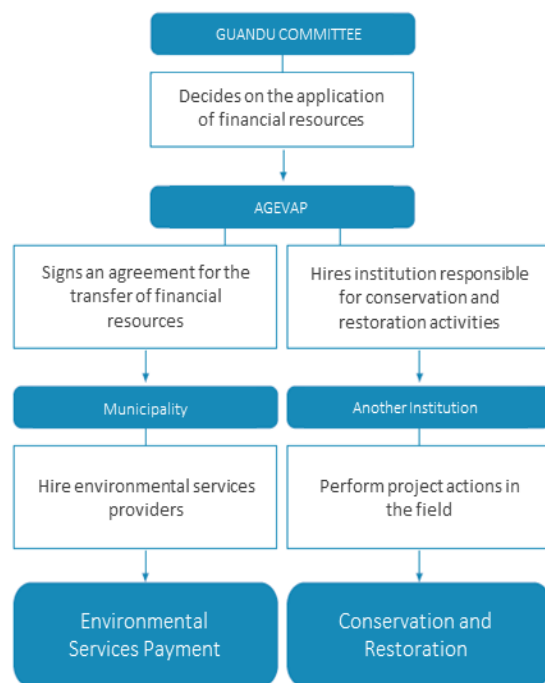 GUANDU COMMITTEE
Decides on the application
of financial resources
AGEVAP
Signs an agreement for the
transfer of financial
resources
Hires institution responsible
for conservation and
restoration activities
Municipality
Another Institution
Hire environmental services
providers
Perform project actions in
the field
Environmental
Services Payment
Conservation and
Restoration